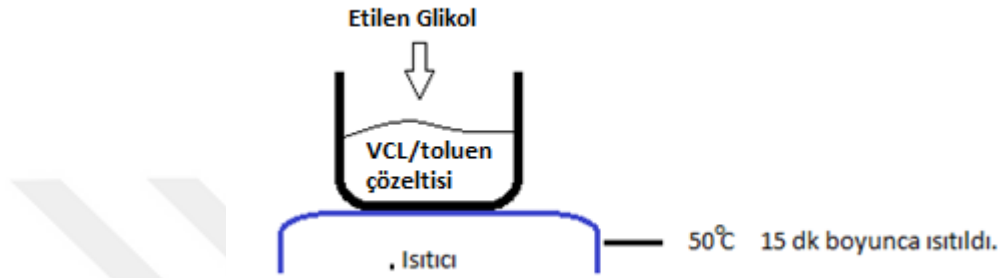 Etilen Glikol
VCL/toluen
çözeltisi
. Isıtıcı
50°C 15 dk boyunca ısıtıldı.